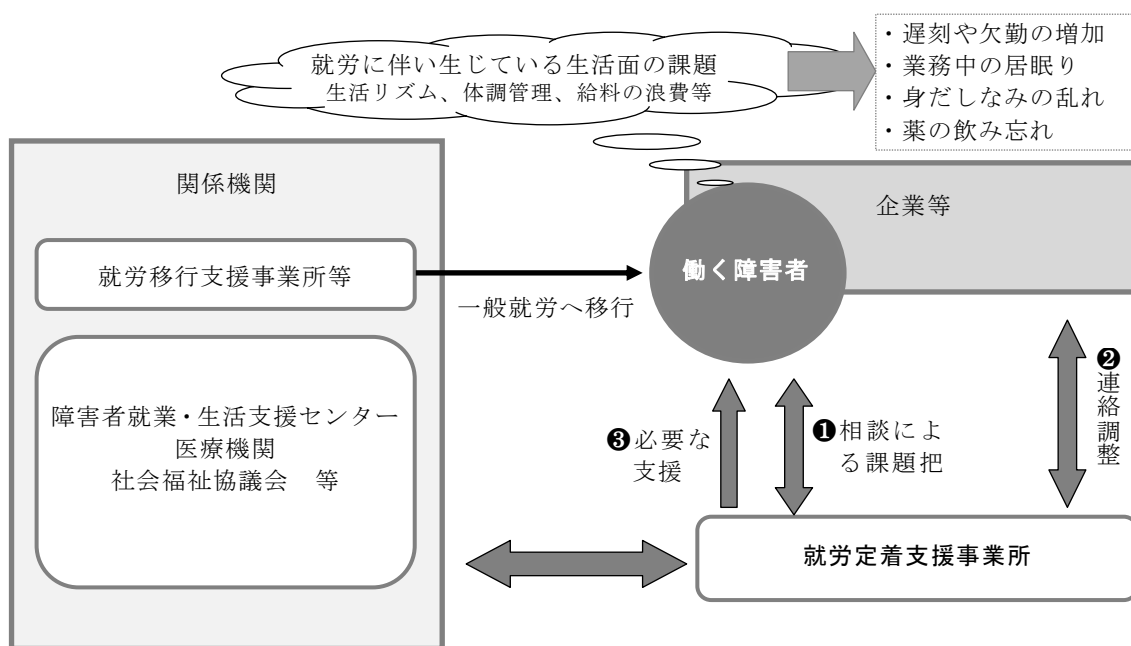 就労に伴い生じている生活面の課題
生活リズム、体調管理、給料の浪費等
・遅刻や欠勤の増加
・業務中の居眠り
・身だしなみの乱れ
・薬の飲み忘れ
関係機関
企業等
就労移行支援事業所等
働く障害者
一般就労へ移行
障害者就業・生活支援センター
医療機関
社会福祉協議会 等
❸必要な
支援
❶相談によ
る課題把
❷連絡調整
就労定着支援事業所